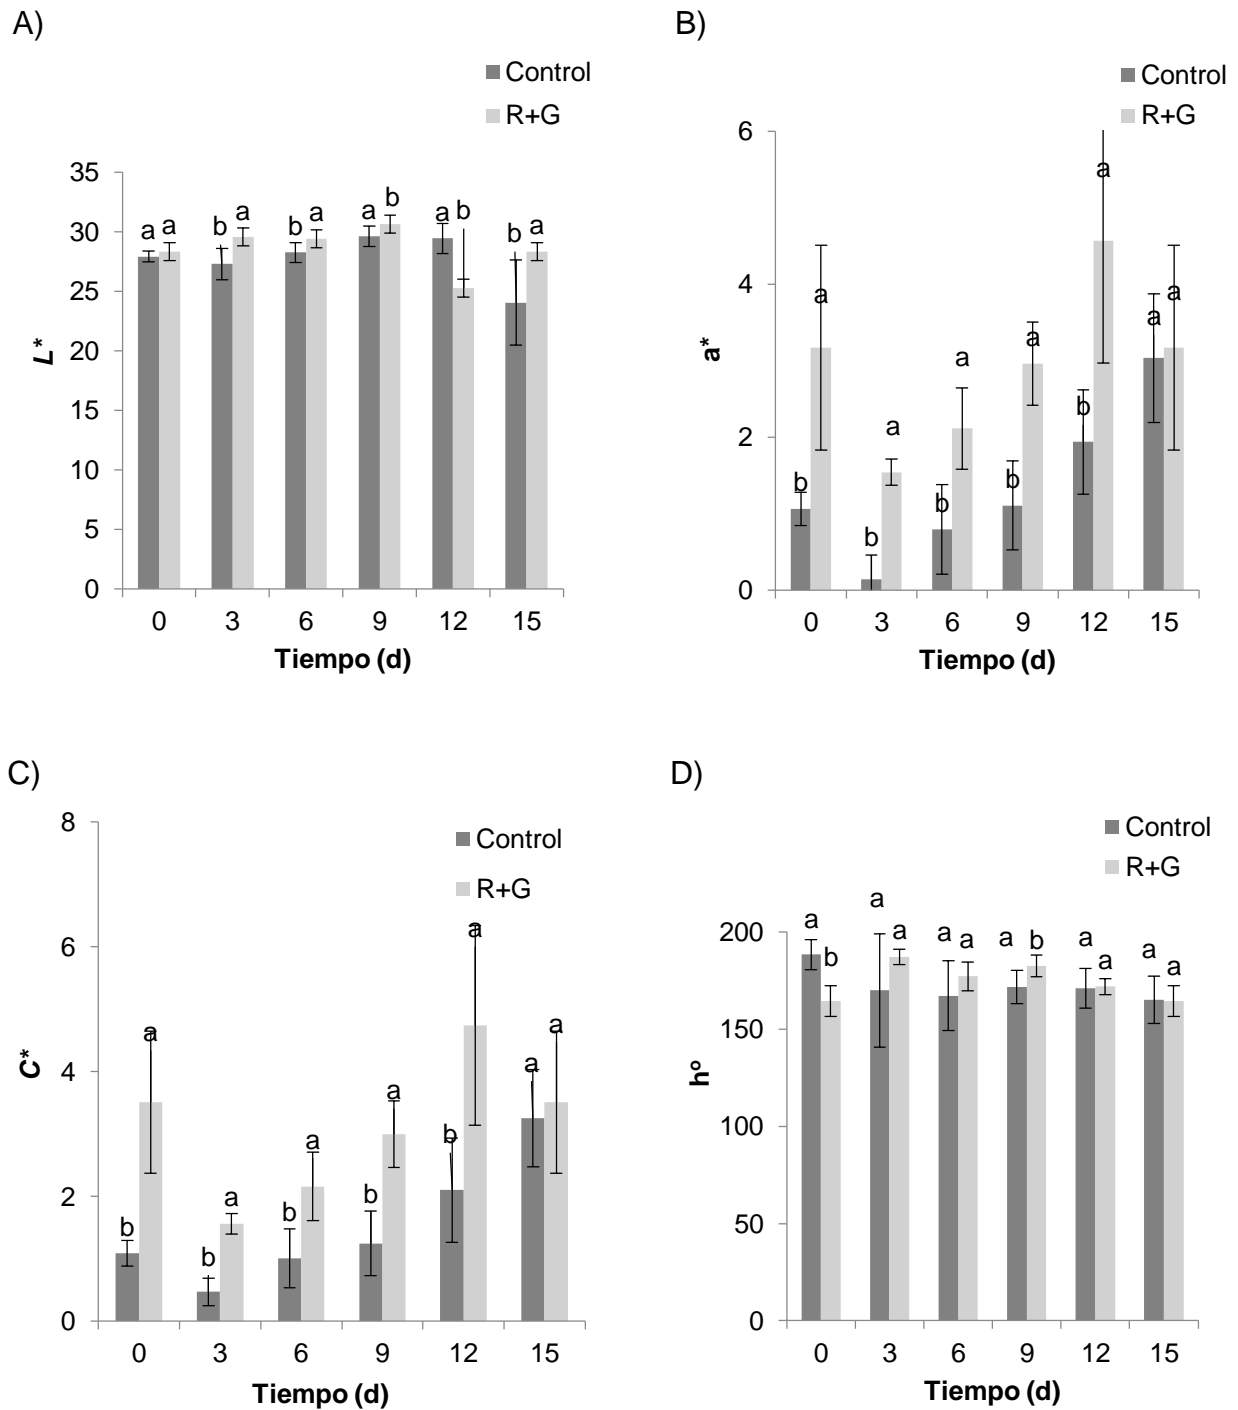 A)
Control
R+G
35
30
25
20
15
10
5
0
L*
a a b a b a a b a b b a
0 3 6 9 12 15
Tiempo (d)
B)
Control
R+G
6
4
2
0
a*
b a b a b a b a b a a a
0 3 6 9 12 15
Tiempo (d)
C)
Control
R+G
8
6
4
2
0
C*
b a b a b a b a b a a a
0 3 6 9 12 15
Tiempo (d)
D)
Control
R+G
200
150
100
50
0
hº
a b a a a a a b a a a a
0 3 6 9 12 15
Tiempo (d)